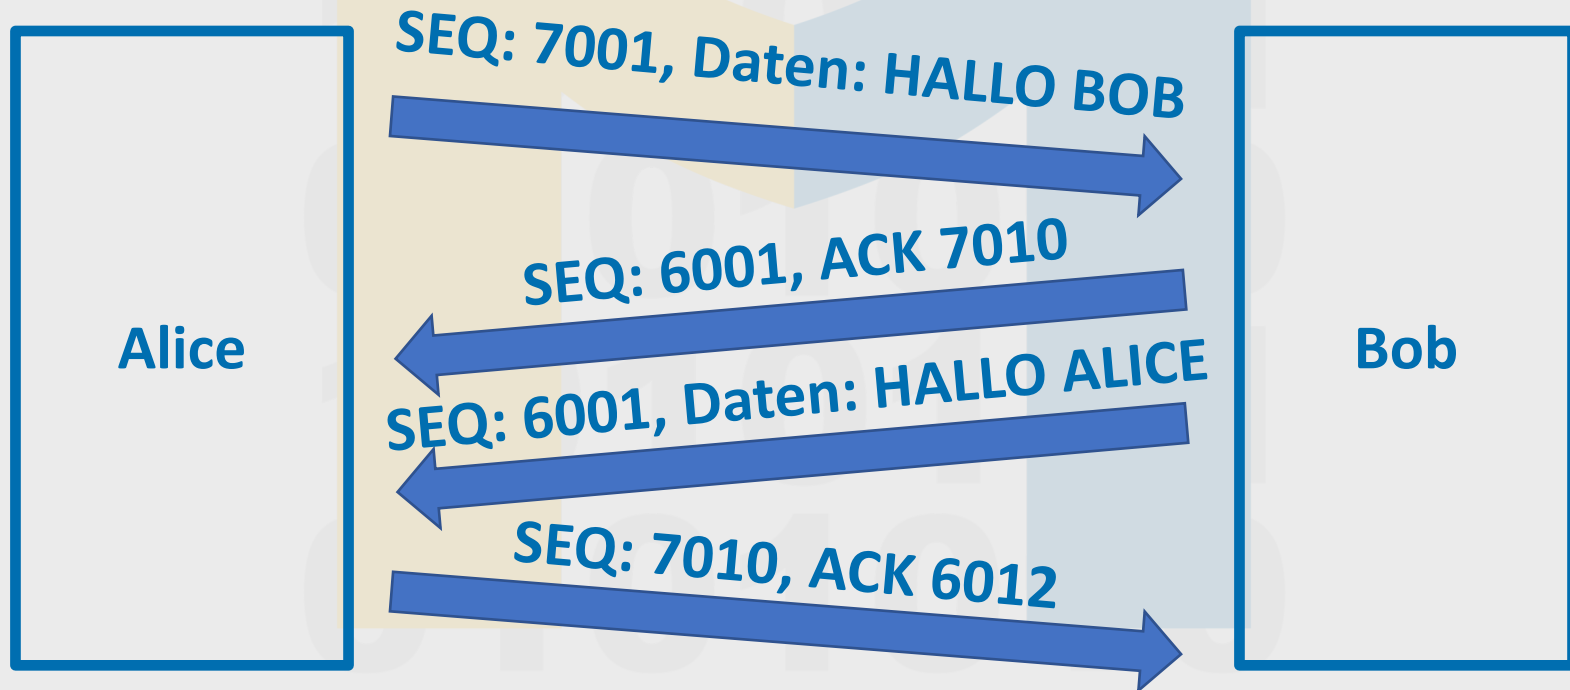 SEQ: 7001, Daten: HALLO BOB
SEQ: 6001, ACK 7010
Alice
Bob
SEQ: 6001, Daten: HALLO ALICE
SEQ: 7010, ACK 6012